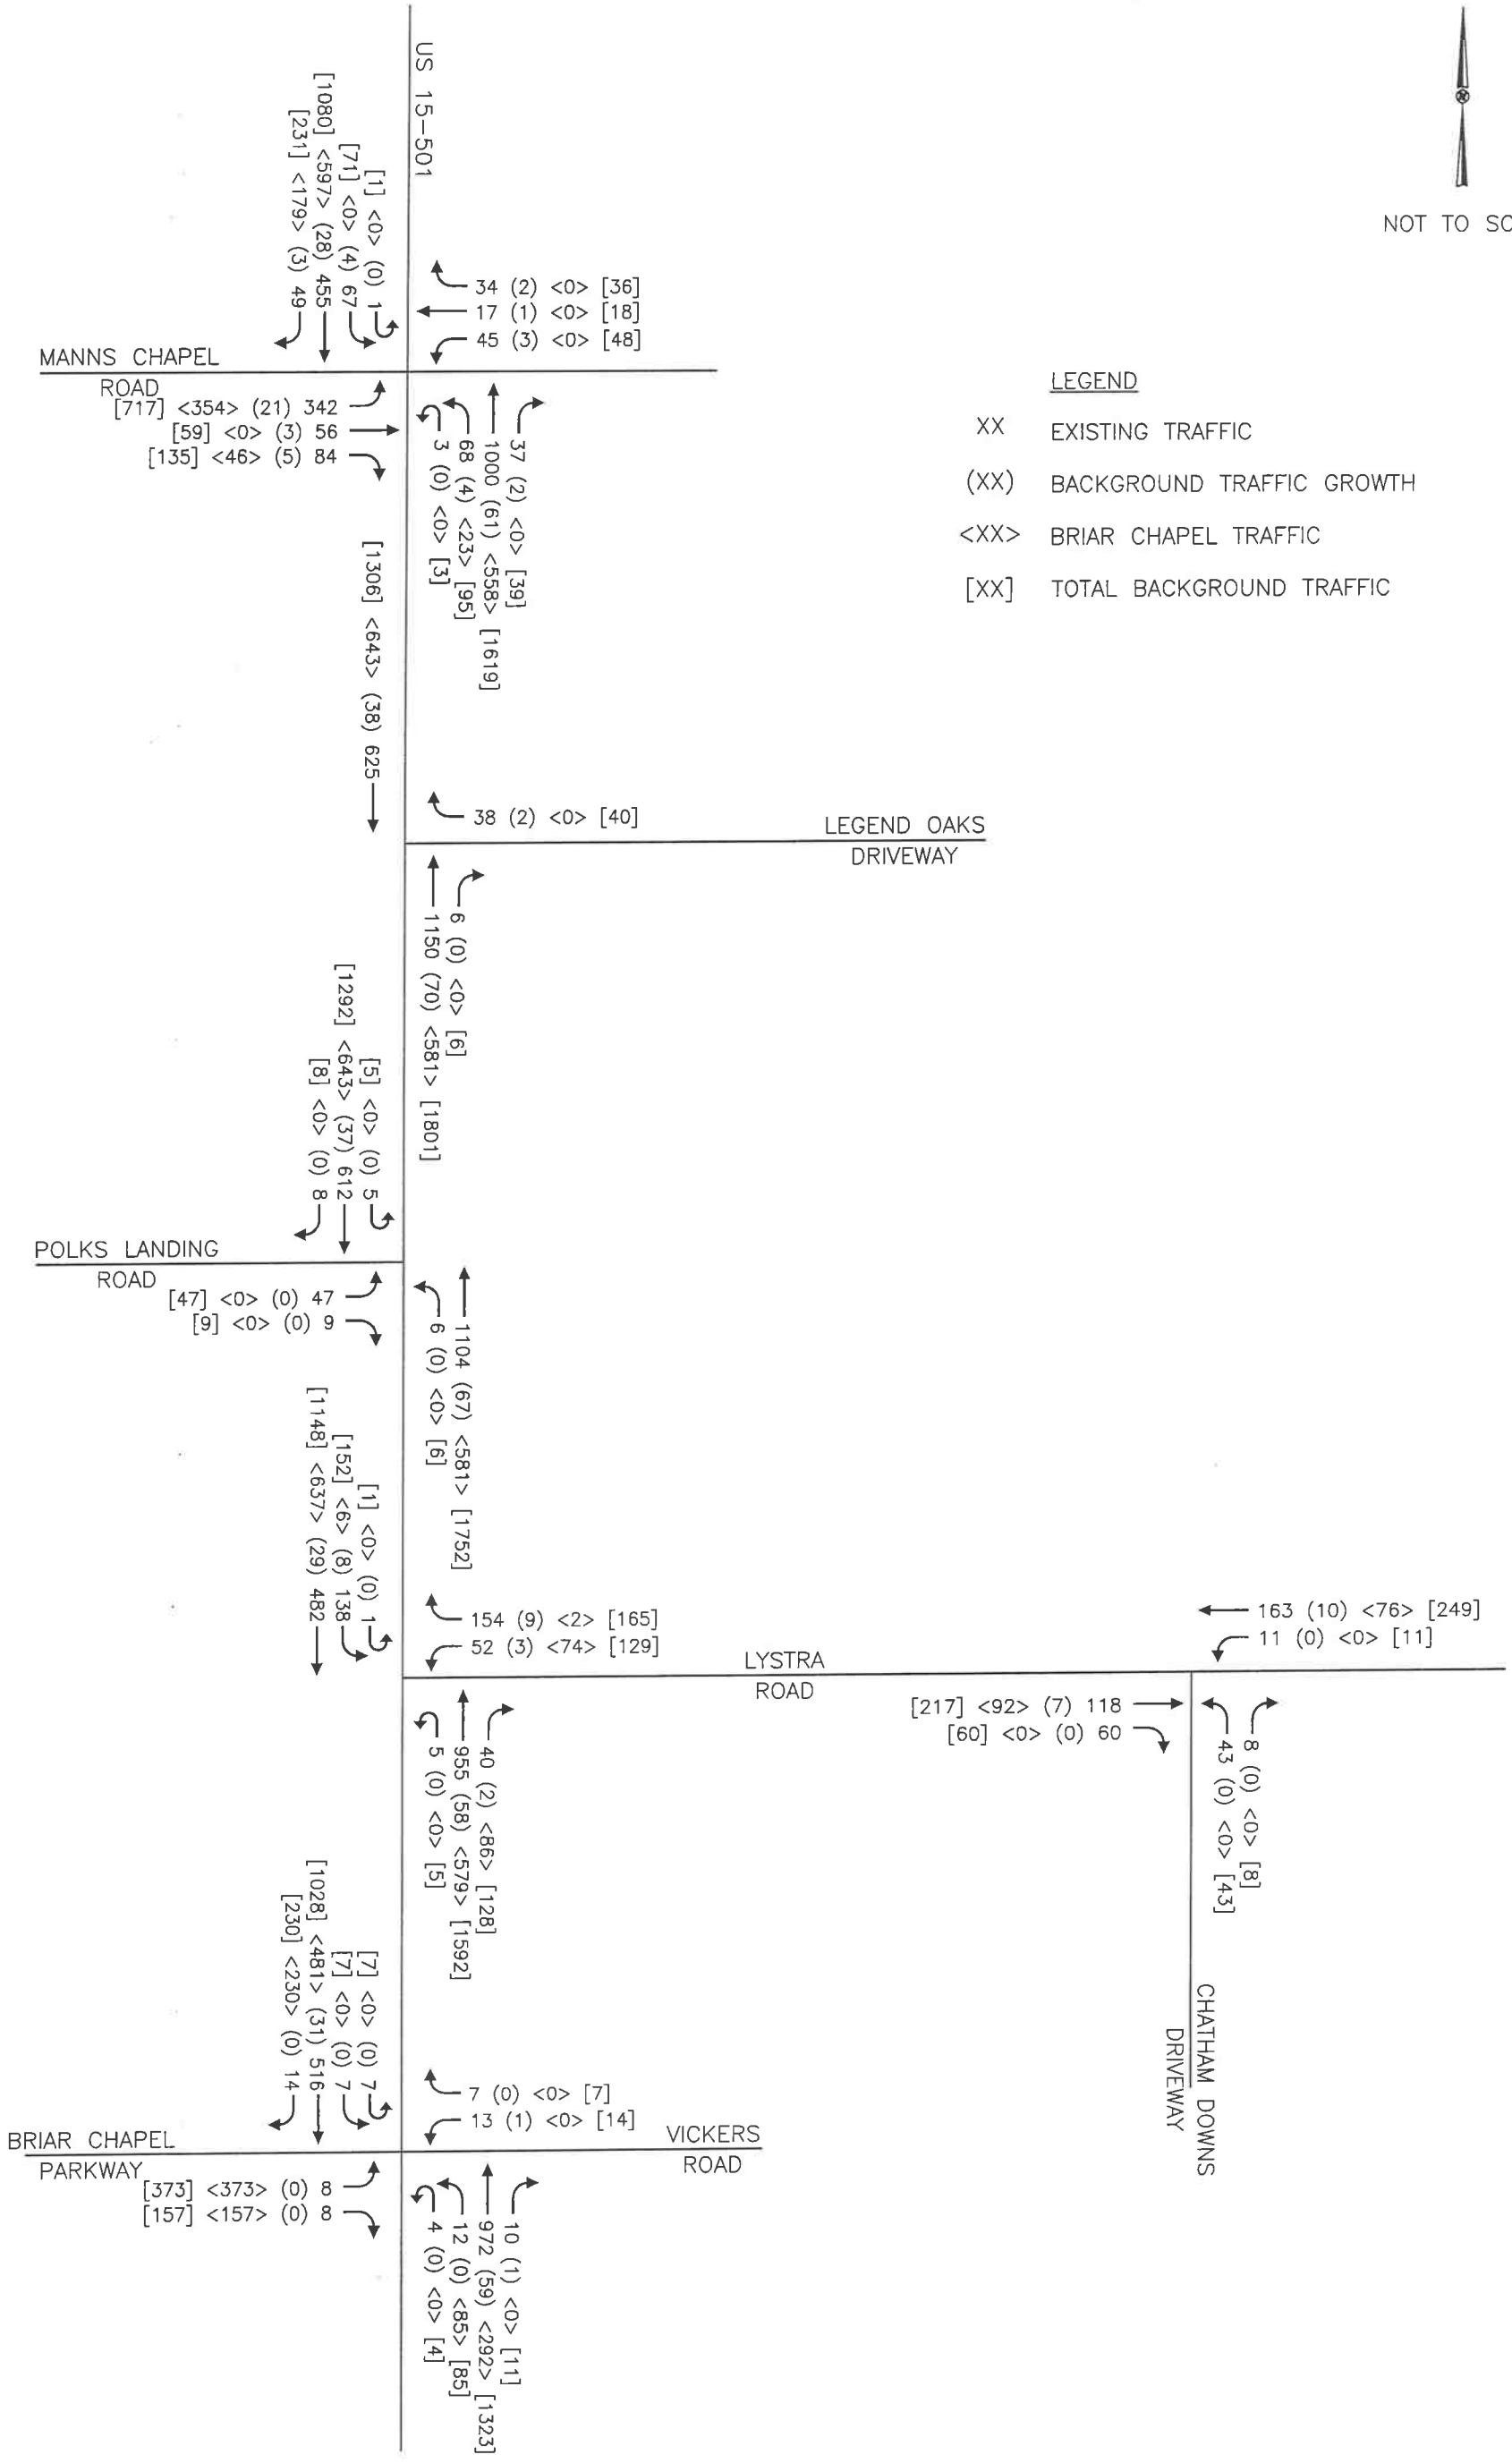 NOT TO SC
US 15-501
[1] <0> (0) 1
[71] <0> (4) 67
[1080] <597> (28) 455
[231] <179> (3) 49
34 (2) <0> [36]
17 (1) <0> [18]
45 (3) <0> [48]
MANNS CHAPEL
ROAD
[717] <354> (21) 342
[59] <0> (3) 56
[135] <46> (5) 84
37 (2) <0> [39]
1000 (61) <558> [1619]
68 (4) <23> [95]
3 (0) <0> [3]
LEGEND
XX EXISTING TRAFFIC
(XX) BACKGROUND TRAFFIC GROWTH
<XX> BRIAR CHAPEL TRAFFIC
[XX] TOTAL BACKGROUND TRAFFIC
[1306] <643> (38) 625
38 (2) <0> [40]
LEGEND OAKS
DRIVEWAY
6 (0) <0> [6]
1150 (70) <581> [1801]
[5] <0> (0) 5
[1292] <643> (37) 612
[8] <0> (0) 8
POLKS LANDING
ROAD
[47] <0> (0) 47
[9] <0> (0) 9
1104 (67) <581> [1752]
6 (0) <0> [6]
[1] <0> (0) 1
[152] <6> (8) 138
[1148] <637> (29) 482
154 (9) <2> [165]
52 (3) <74> [129]
LYSTRA
ROAD
163 (10) <76> [249]
11 (0) <0> [11]
[217] <92> (7) 118
[60] <0> (0) 60
8 (0) <0> [8]
43 (0) <0> [43]
CHATHAM DOWNS
DRIVEWAY
40 (2) <86> [128]
955 (58) <579> [1592]
5 (0) <0> [5]
[7] <0> (0) 7
[7] <0> (0) 7
[1028] <481> (31) 516
[230] <230> (0) 14
7 (0) <0> [7]
13 (1) <0> [14]
VICKERS
ROAD
BRIAR CHAPEL
PARKWAY
[373] <373> (0) 8
[157] <157> (0) 8
10 (1) <0> [11]
972 (59) <292> [1323]
12 (0) <85> [85]
4 (0) <0> [4]